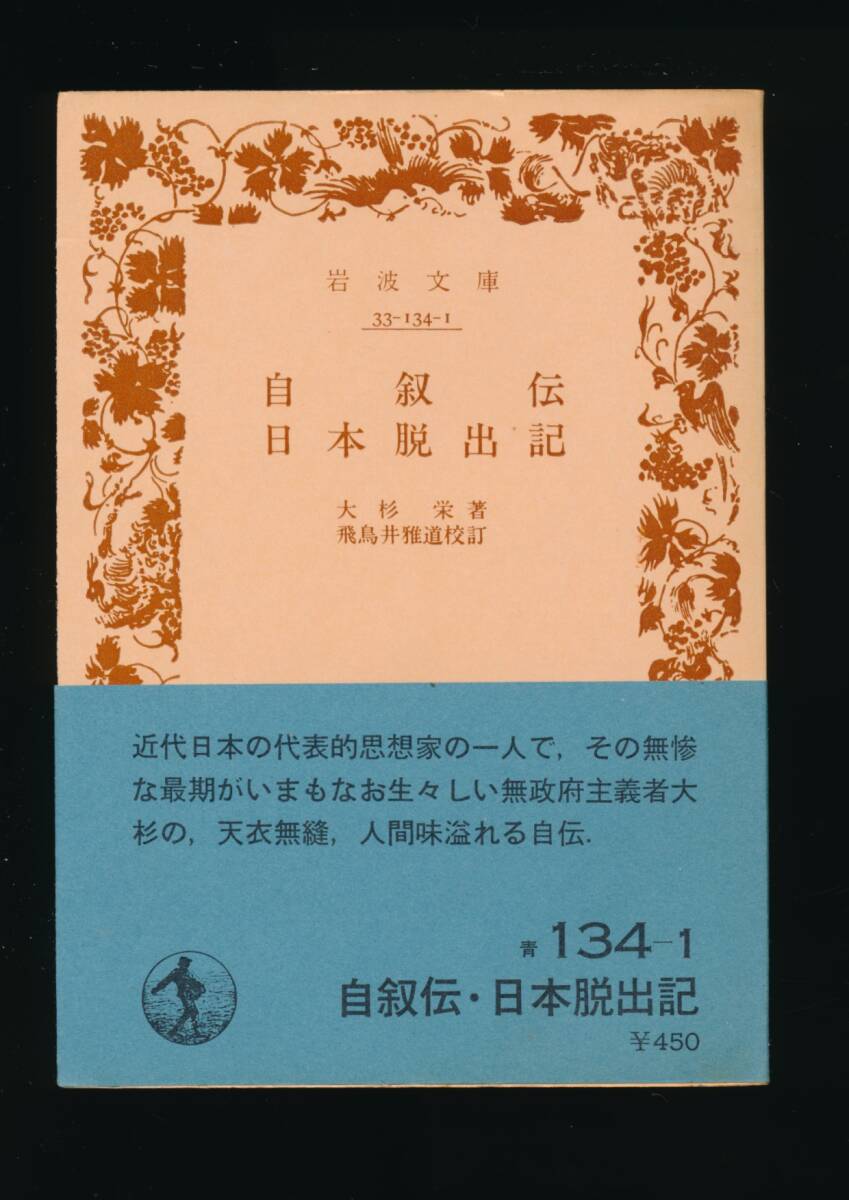 岩波文庫
33-134-1
自叙伝
日本脱出記
大杉栄著
飛鳥井雅道校訂
近代日本の代表的思想家の一人で，その無惨
な最期がいまもなお生々しい無政府主義者大
杉の，天衣無縫，人間味溢れる自伝．
青 134-1
自叙伝・日本脱出記
¥450